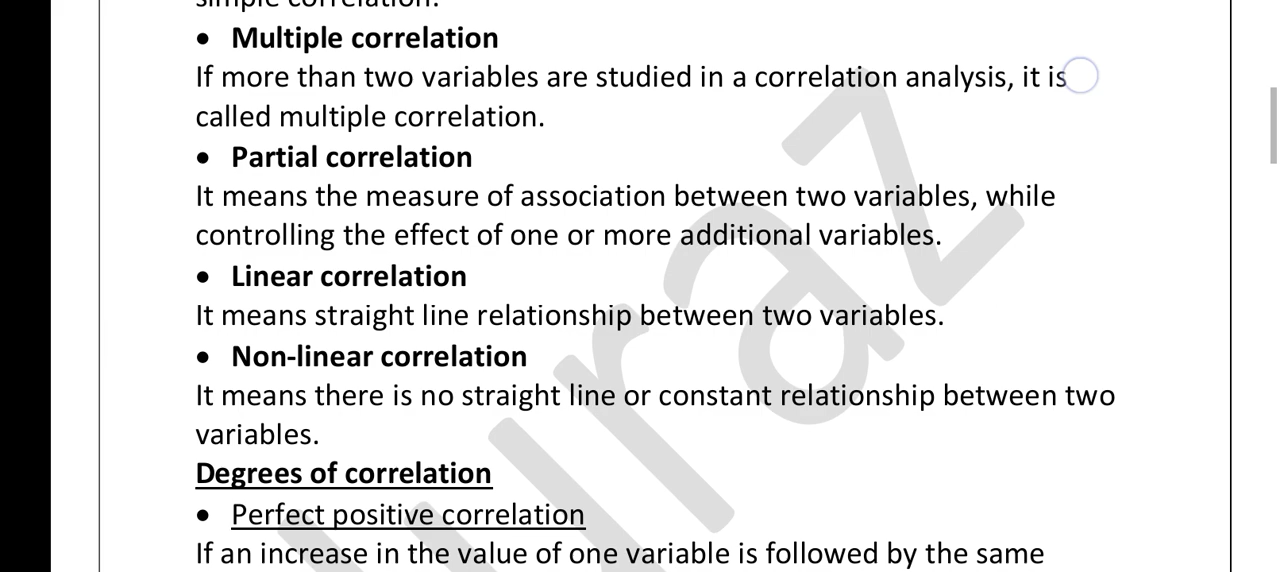 simple correlation.
• Multiple correlation
If more than two variables are studied in a correlation analysis, it is
called multiple correlation.
• Partial correlation
It means the measure of association between two variables, while
controlling the effect of one or more additional variables.
• Linear correlation
It means straight line relationship between two variables.
• Non-linear correlation
It means there is no straight line or constant relationship between two
variables.
Degrees of correlation
• Perfect positive correlation
If an increase in the value of one variable is followed by the same